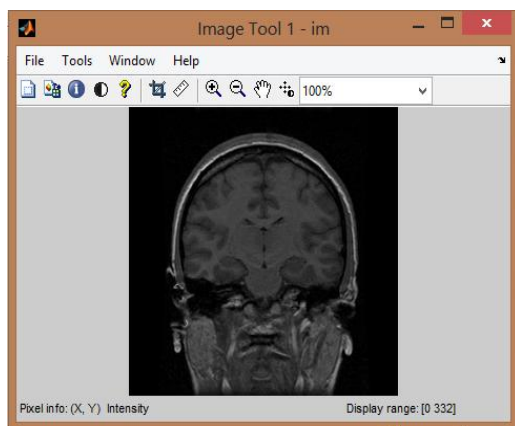 Image Tool 1 - im
File Tools Window Help
100%
Pixel info: (X, Y) Intensity Display range: [0 332]